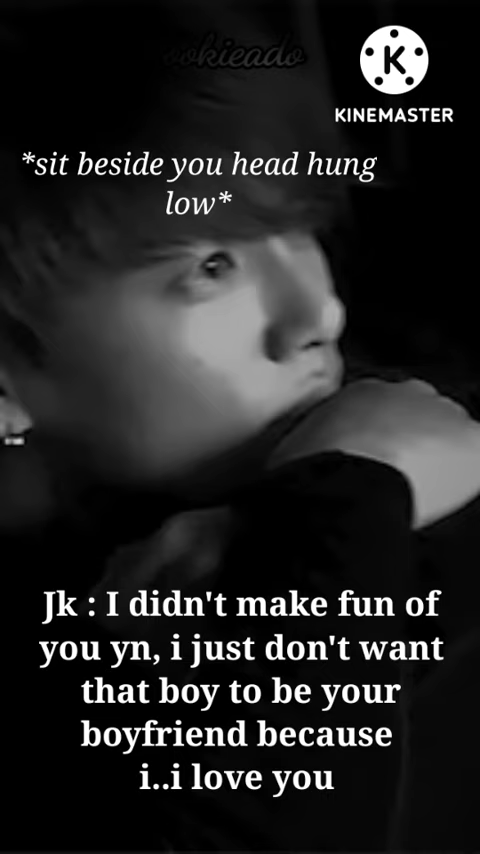 KINEMASTER
*sit beside you head hung
low*
Jk : I didn't make fun of
you yn, i just don't want
that boy to be your
boyfriend because
i..i love you